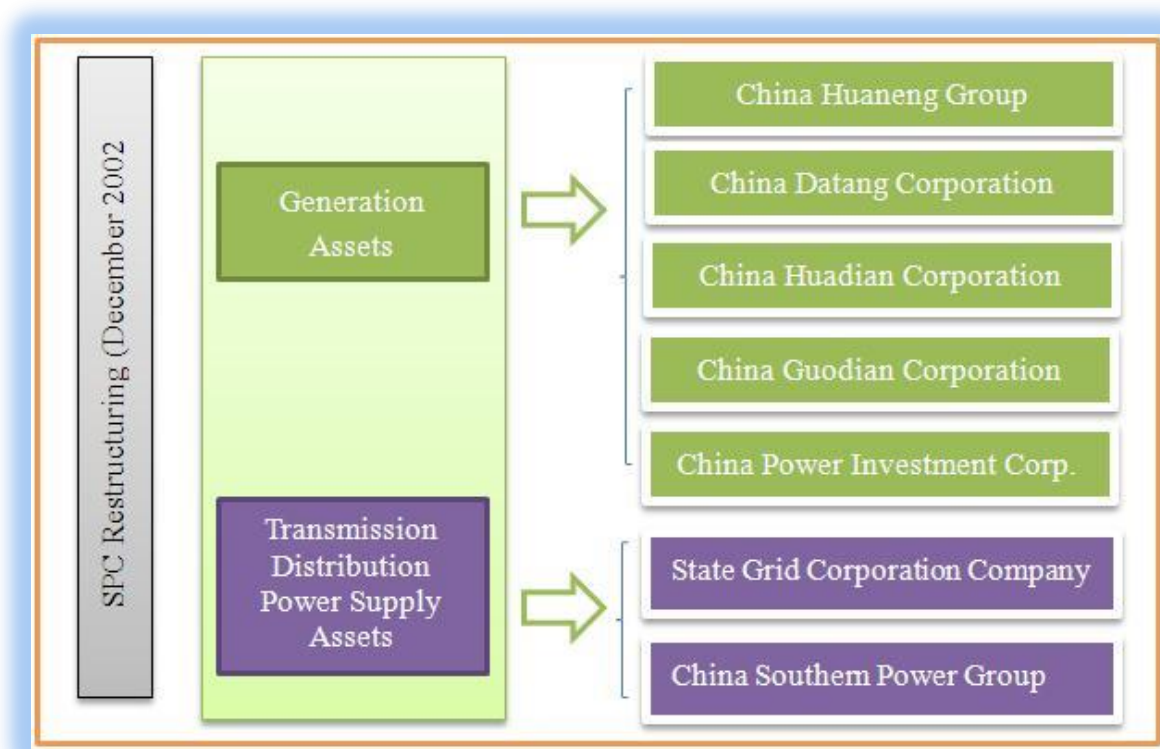 SPC Restructuring (December 2002
Generation
Assets
Transmission
Distribution
Power Supply
Assets
China Huaneng Group
China Datang Corporation
China Huadian Corporation
China Guodian Corporation
China Power Investment Corp.
State Grid Corporation Company
China Southern Power Group